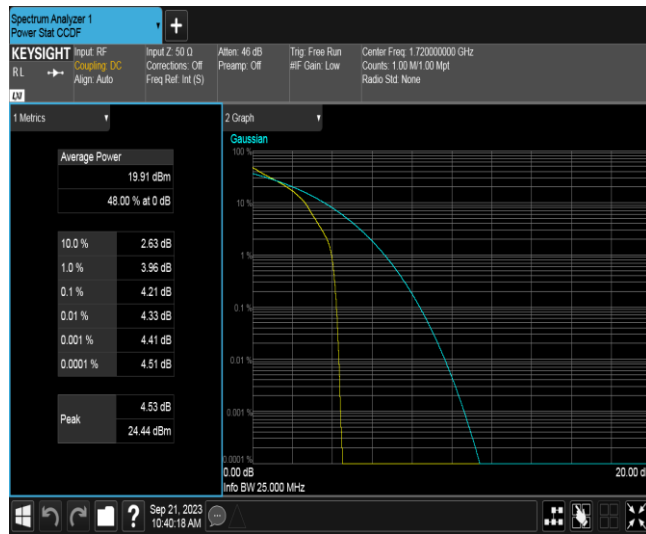 Spectrum Analyzer 1
Power Stat CCDF
KEYSIGHT
RL
LXI
Input: RF
Coupling: DC
Align: Auto
Input Z: 50 Ω
Corrections: Off
Freq Ref: Int (S)
Atten: 46 dB
Preamp: Off
Trig: Free Run
#IF Gain: Low
Center Freq: 1.720000000 GHz
Counts: 1.00 M/1.00 Mpt
Radio Std: None
1 Metrics
Average Power
19.91 dBm
48.00 % at 0 dB
10.0 % 2.63 dB
1.0 % 3.96 dB
0.1 % 4.21 dB
0.01 % 4.33 dB
0.001 % 4.41 dB
0.0001 % 4.51 dB
Peak
4.53 dB
24.44 dBm
2 Graph
Gaussian
100 %
10 %
1 %
0.1 %
0.01 %
0.001 %
0.0001 %
0.00 dB
20.00 d
Info BW 25.000 MHz
?
Sep 21, 2023
10:40:18 AM